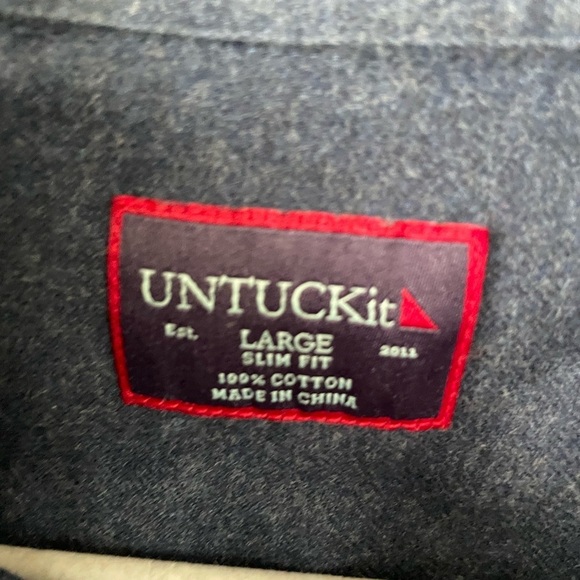 UNTUCKit
Est. LARGE 2011
SLIM FIT
100% COTTON
MADE IN CHINA